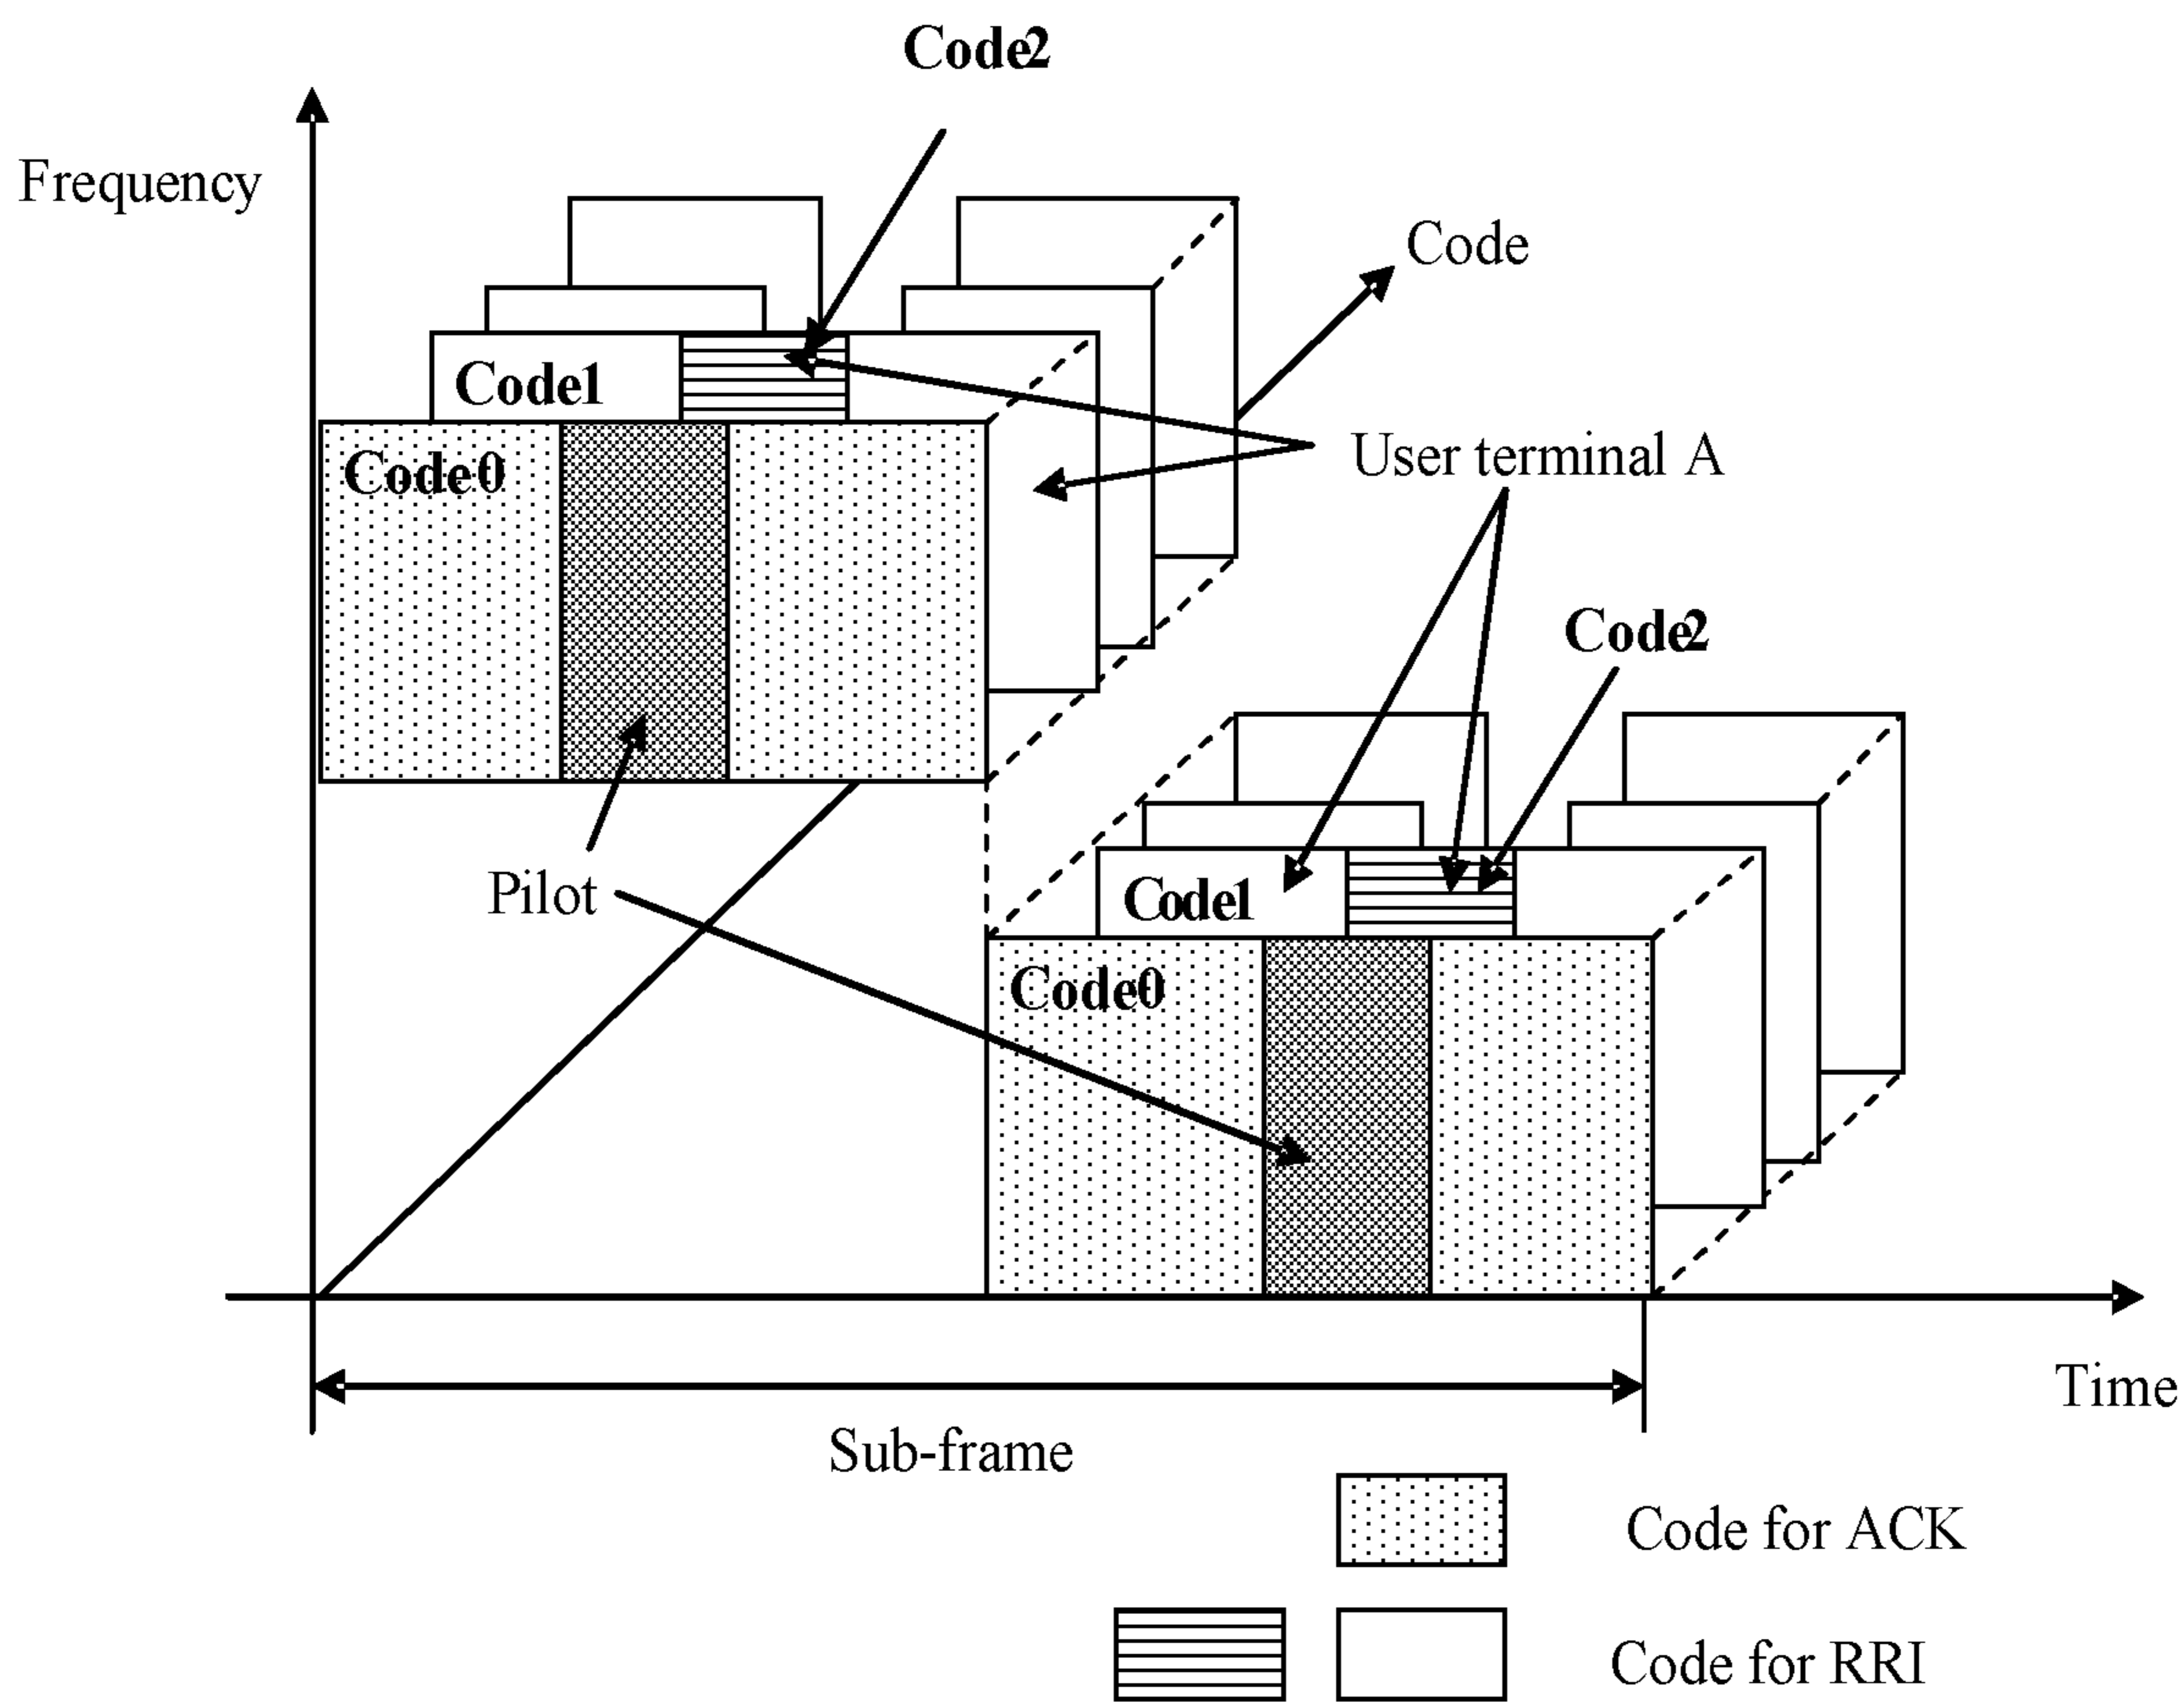 Code2
Frequency
Code
Code1
User terminal A
Code0
Code2
Pilot
Code1
Code0
Time
Sub-frame
Code for ACK
Code for RRI